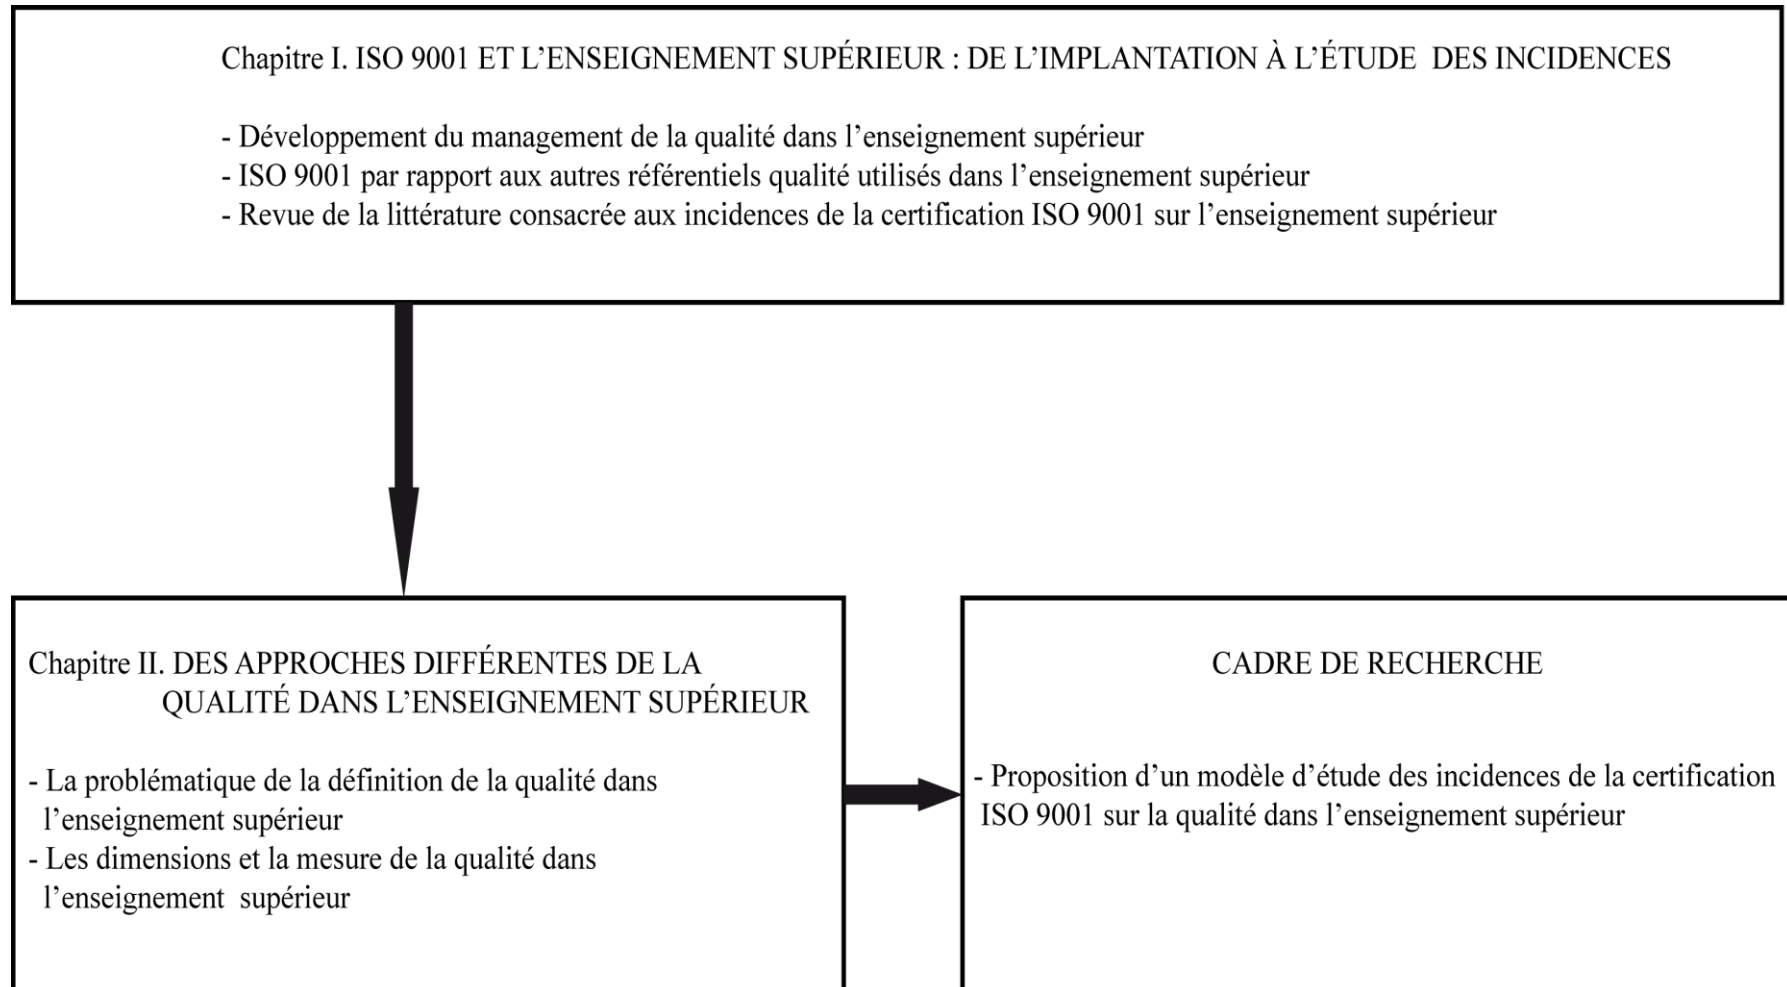 Chapitre I. ISO 9001 ET L’ENSEIGNEMENT SUPÉRIEUR : DE L’IMPLANTATION À L’ÉTUDE DES INCIDENCES
- Développement du management de la qualité dans l’enseignement supérieur
- ISO 9001 par rapport aux autres référentiels qualité utilisés dans l’enseignement supérieur
- Revue de la littérature consacrée aux incidences de la certification ISO 9001 sur l’enseignement supérieur
Chapitre II. DES APPROCHES DIFFÉRENTES DE LA
QUALITÉ DANS L’ENSEIGNEMENT SUPÉRIEUR
- La problématique de la définition de la qualité dans
l’enseignement supérieur
- Les dimensions et la mesure de la qualité dans
l’enseignement supérieur
CADRE DE RECHERCHE
- Proposition d’un modèle d’étude des incidences de la certification
ISO 9001 sur la qualité dans l’enseignement supérieur